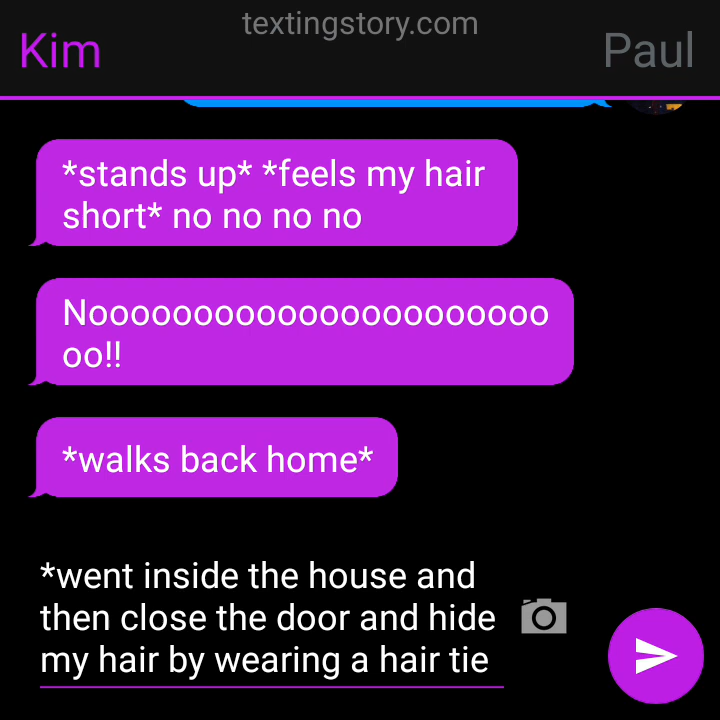 textingstory.com
Kim
Paul
*stands up* *feels my hair
short* no no no no
Nooooooooooooooooooooooo
oo!!
*walks back home*
*went inside the house and
then close the door and hide
my hair by wearing a hair tie